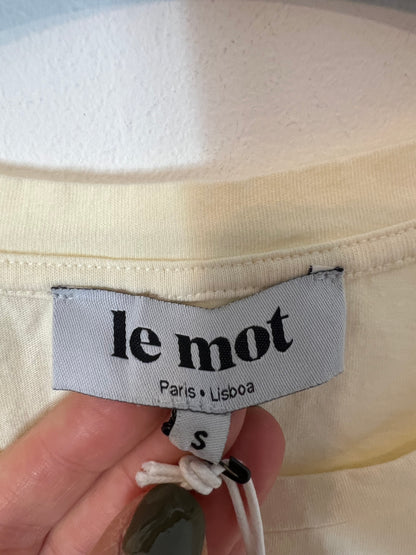 le mot
Paris • Lisboa
S